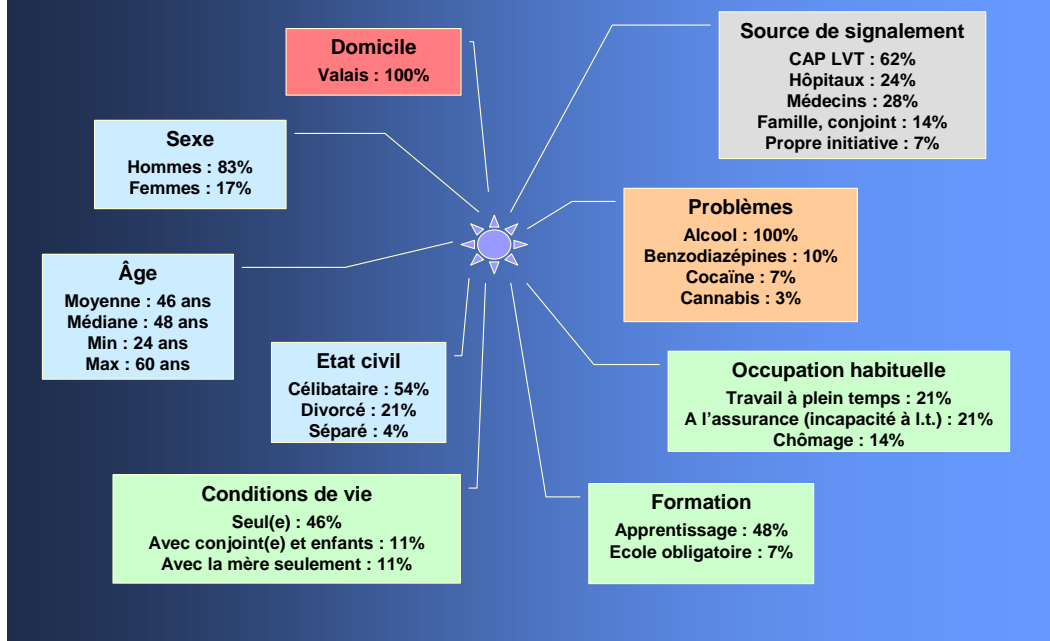 Domicile
Valais : 100%
Source de signalement
CAP LVT : 62%
Hôpitaux : 24%
Médecins : 28%
Famille, conjoint : 14%
Propre initiative : 7%
Sexe
Hommes : 83%
Femmes : 17%
Problèmes
Alcool : 100%
Benzodiazépines : 10%
Cocaïne : 7%
Cannabis : 3%
Âge
Moyenne : 46 ans
Médiane : 48 ans
Min : 24 ans
Max : 60 ans
Etat civil
Célibataire : 54%
Divorcé : 21%
Séparé : 4%
Occupation habituelle
Travail à plein temps : 21%
A l’assurance (incapacité à l.t.) : 21%
Chômage : 14%
Conditions de vie
Seul(e) : 46%
Avec conjoint(e) et enfants : 11%
Avec la mère seulement : 11%
Formation
Apprentissage : 48%
Ecole obligatoire : 7%